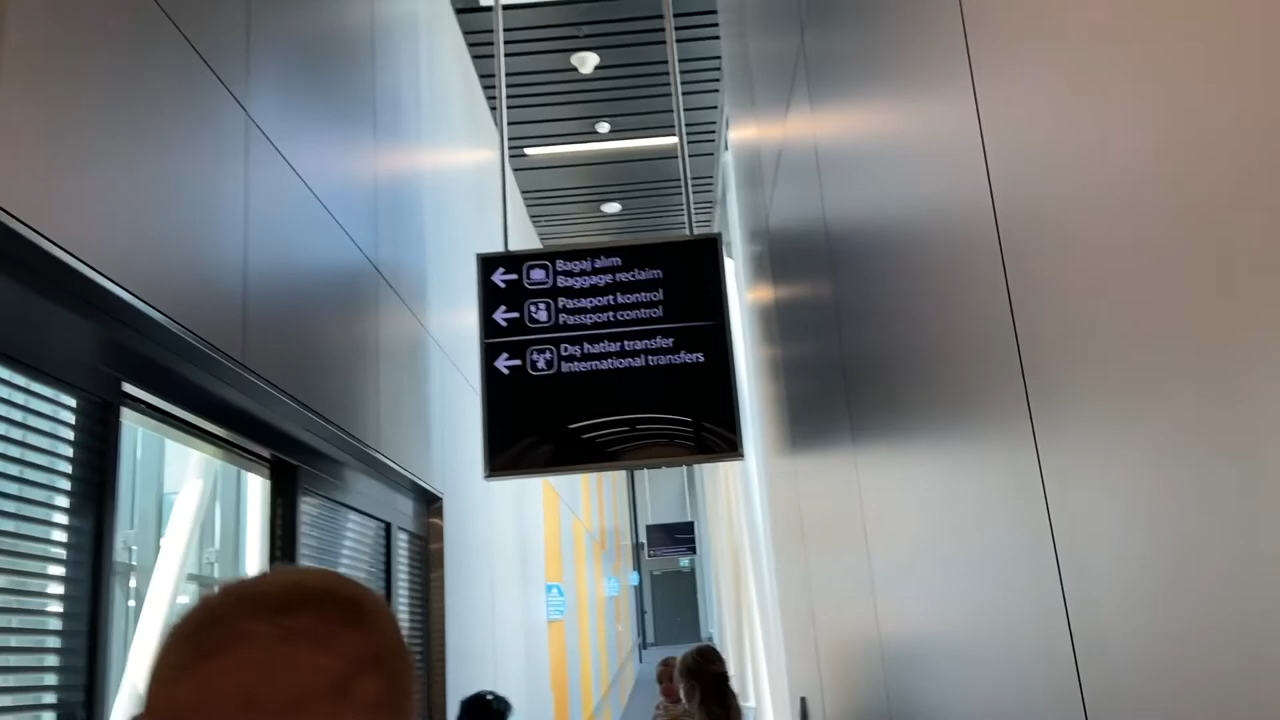 Bagaj alım
Baggage reclaim
Pasaport kontrol
Passport control
Dış hatlar transfer
International transfers